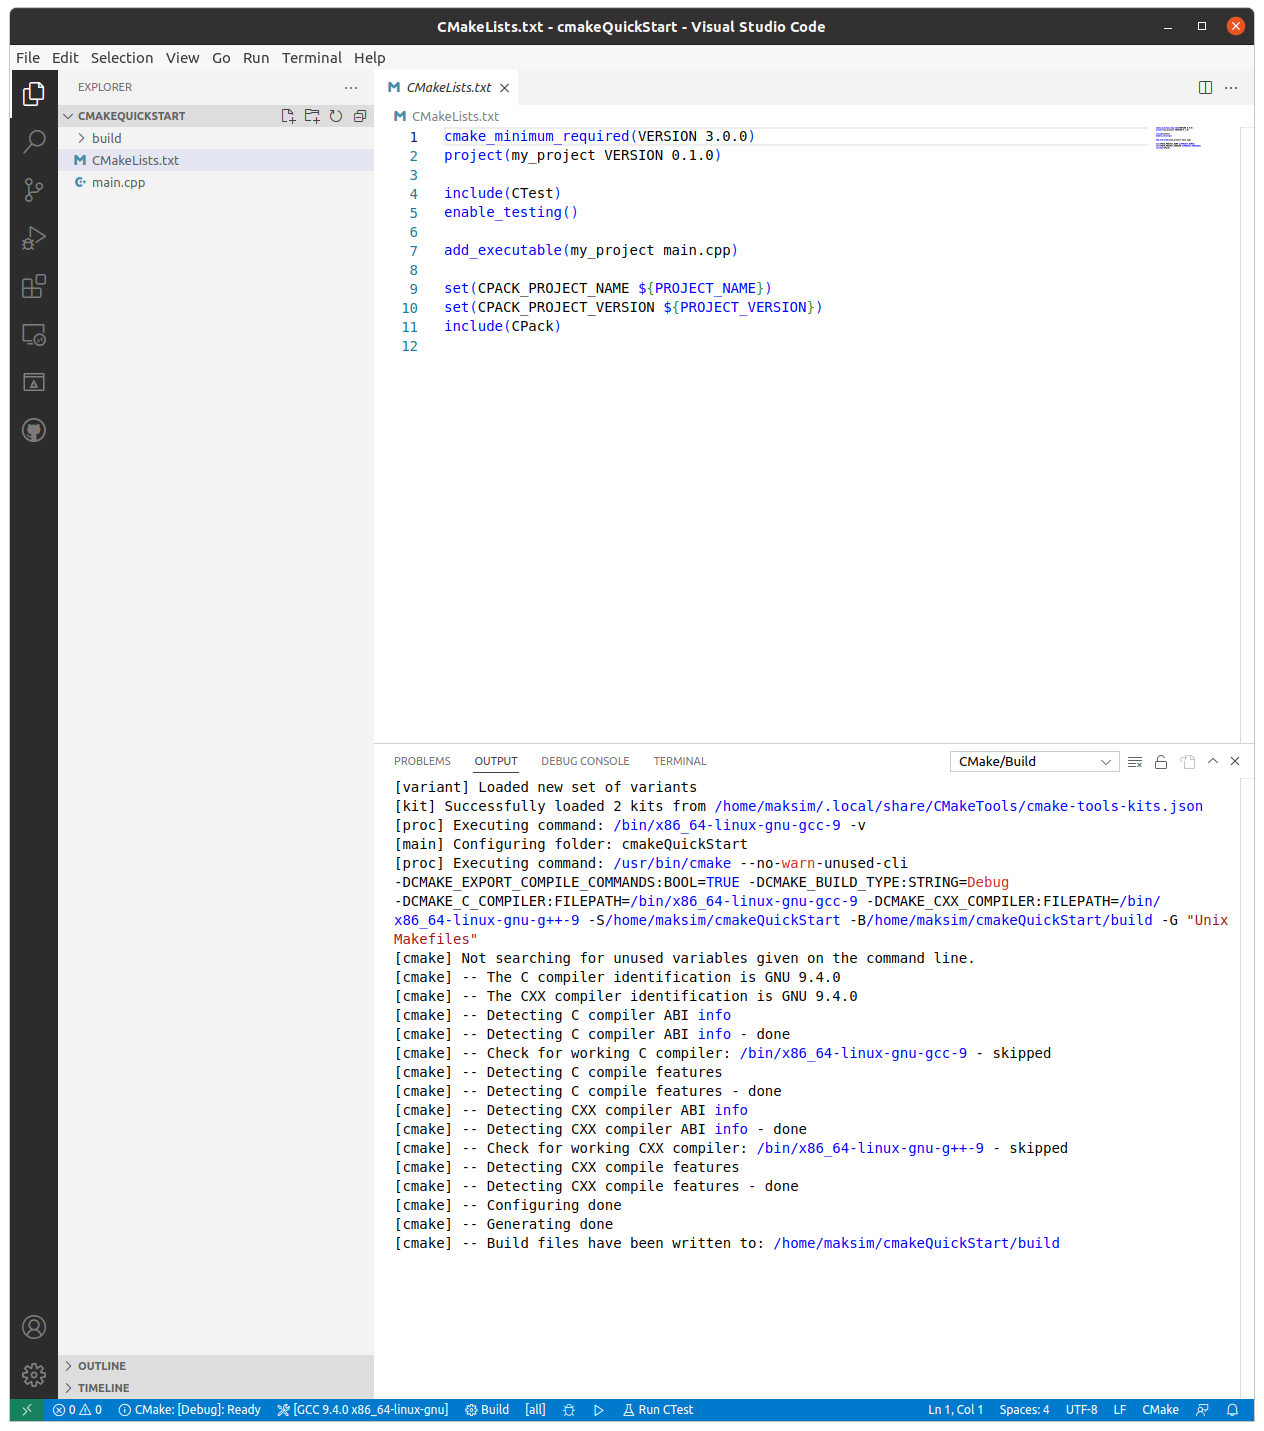 CMakeLists.txt - cmakeQuickStart - Visual Studio Code
File Edit Selection View Go Run Terminal Help
EXPLORER
CMAKEQUICKSTART
build
CMakeLists.txt
main.cpp
OUTLINE
TIMELINE
CMakeLists.txt
CMakeLists.txt
1 cmake_minimum_required(VERSION 3.0.0)
2 project(my_project VERSION 0.1.0)
3
4 include(CTest)
5 enable_testing()
6
7 add_executable(my_project main.cpp)
8
9 set(CPACK_PROJECT_NAME ${PROJECT_NAME})
10 set(CPACK_PROJECT_VERSION ${PROJECT_VERSION})
11 include(CPack)
12
PROBLEMS OUTPUT DEBUG CONSOLE TERMINAL CMake/Build
[variant] Loaded new set of variants
[kit] Successfully loaded 2 kits from /home/maksim/.local/share/CMakeTools/cmake-tools-kits.json
[proc] Executing command: /bin/x86_64-linux-gnu-gcc-9 -v
[main] Configuring folder: cmakeQuickStart
[proc] Executing command: /usr/bin/cmake --no-warn-unused-cli
-DCMAKE_EXPORT_COMPILE_COMMANDS:BOOL=TRUE -DCMAKE_BUILD_TYPE:STRING=Debug
-DCMAKE_C_COMPILER:FILEPATH=/bin/x86_64-linux-gnu-gcc-9 -DCMAKE_CXX_COMPILER:FILEPATH=/bin/
x86_64-linux-gnu-g++-9 -S/home/maksim/cmakeQuickStart -B/home/maksim/cmakeQuickStart/build -G "Unix
Makefiles"
[cmake] Not searching for unused variables given on the command line.
[cmake] -- The C compiler identification is GNU 9.4.0
[cmake] -- The CXX compiler identification is GNU 9.4.0
[cmake] -- Detecting C compiler ABI info
[cmake] -- Detecting C compiler ABI info - done
[cmake] -- Check for working C compiler: /bin/x86_64-linux-gnu-gcc-9 - skipped
[cmake] -- Detecting C compile features
[cmake] -- Detecting C compile features - done
[cmake] -- Detecting CXX compiler ABI info
[cmake] -- Detecting CXX compiler ABI info - done
[cmake] -- Check for working CXX compiler: /bin/x86_64-linux-gnu-g++-9 - skipped
[cmake] -- Detecting CXX compile features
[cmake] -- Detecting CXX compile features - done
[cmake] -- Configuring done
[cmake] -- Generating done
[cmake] -- Build files have been written to: /home/maksim/cmakeQuickStart/build
0 0 CMake: [Debug]: Ready [GCC 9.4.0 x86_64-linux-gnu] Build [all] Run CTest Ln 1, Col 1 Spaces: 4 UTF-8 LF CMake